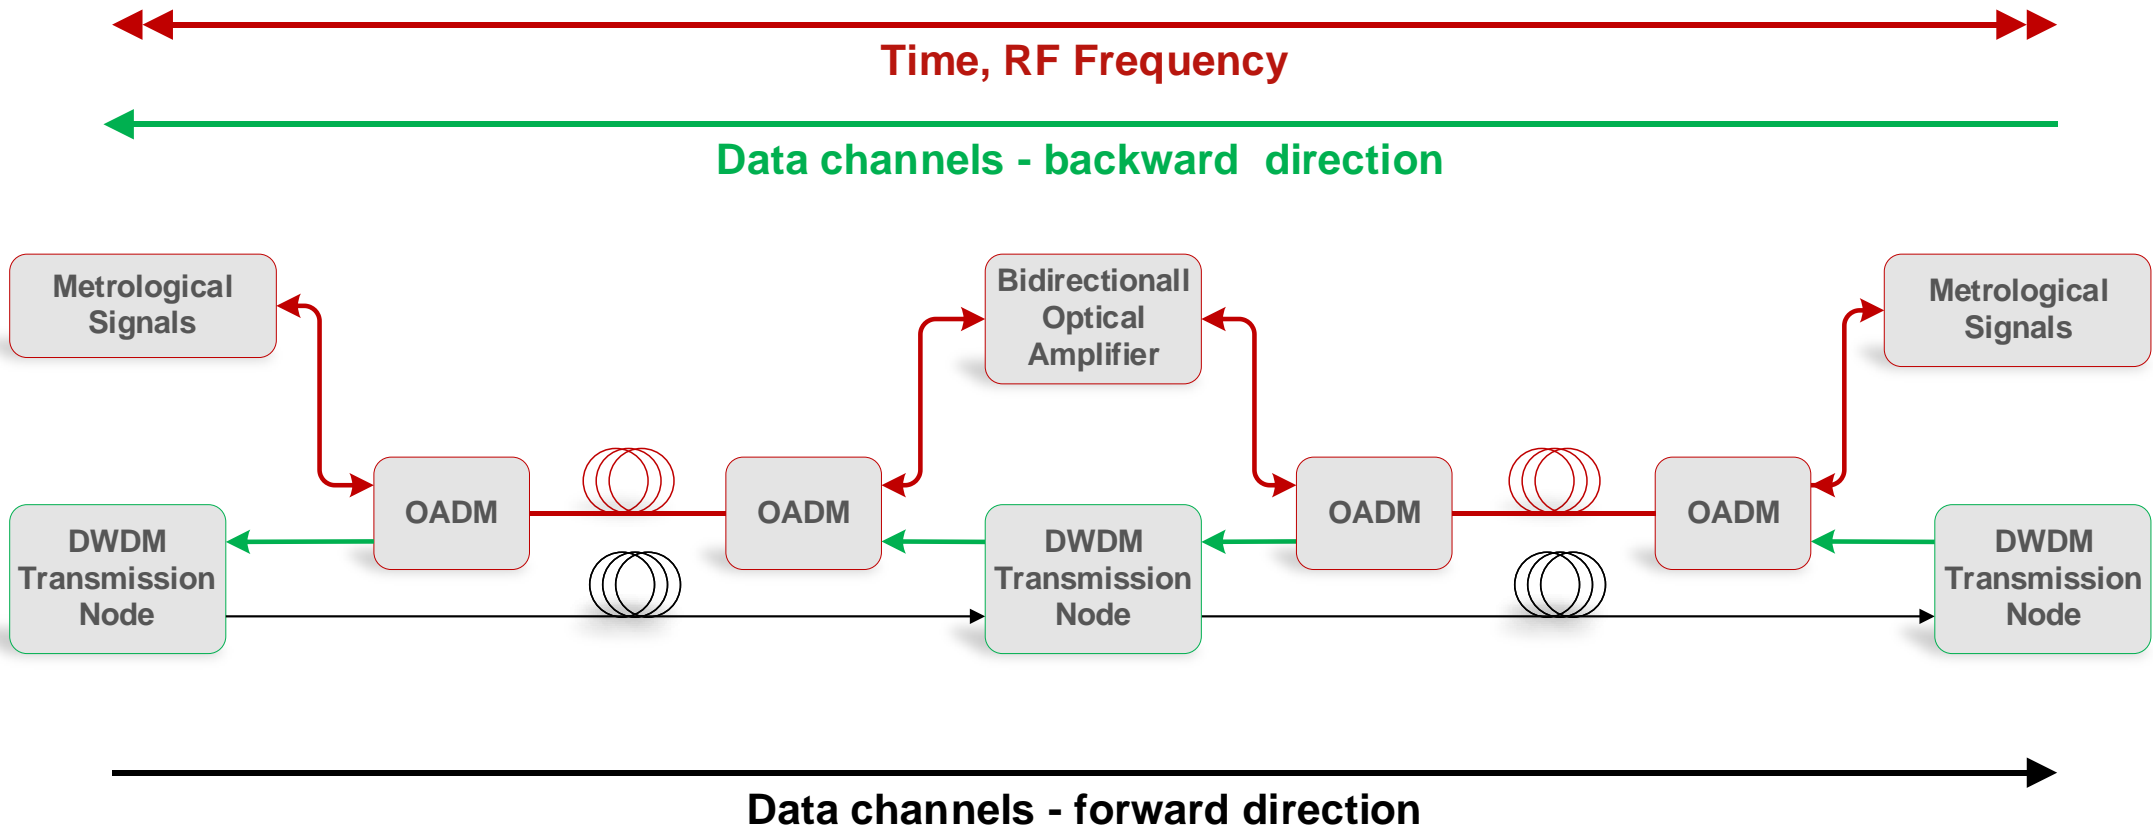 Time, RF Frequency
Data channels - backward  direction
Metrological
Signals
Bidirectionall
Optical
Amplifier
Metrological
Signals
OADM
OADM
OADM
OADM
DWDM
Transmission
Node
DWDM
Transmission
Node
DWDM
Transmission
Node
Data channels - forward direction